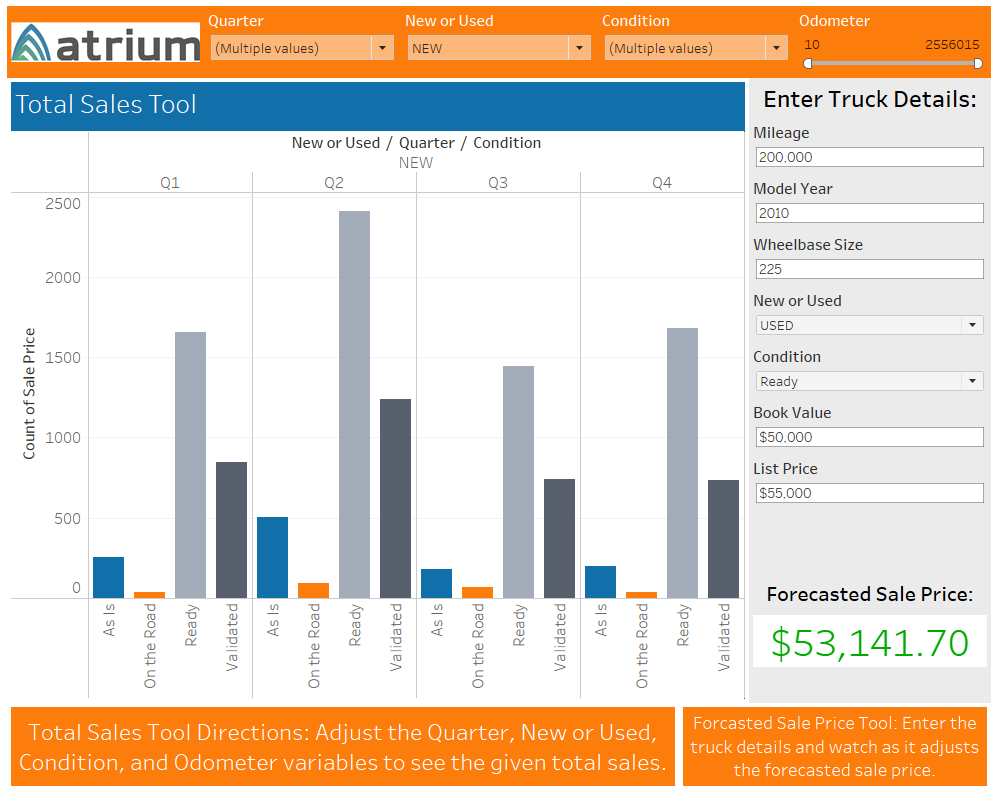 atrium
Quarter
(Multiple values)
New or Used
NEW
Condition
(Multiple values)
Odometer
10 2556015
Total Sales Tool
New or Used / Quarter / Condition
NEW
Q1 Q2 Q3 Q4
Count of Sale Price
2500
2000
1500
1000
500
0
As Is On the Road Ready Validated As Is On the Road Ready Validated As Is On the Road Ready Validated As Is On the Road Ready Validated
Enter Truck Details:
Mileage
200,000
Model Year
2010
Wheelbase Size
225
New or Used
USED
Condition
Ready
Book Value
$50,000
List Price
$55,000
Forecasted Sale Price:
$53,141.70
Total Sales Tool Directions: Adjust the Quarter, New or Used,
Condition, and Odometer variables to see the given total sales.
Forcasted Sale Price Tool: Enter the
truck details and watch as it adjusts
the forecasted sale price.